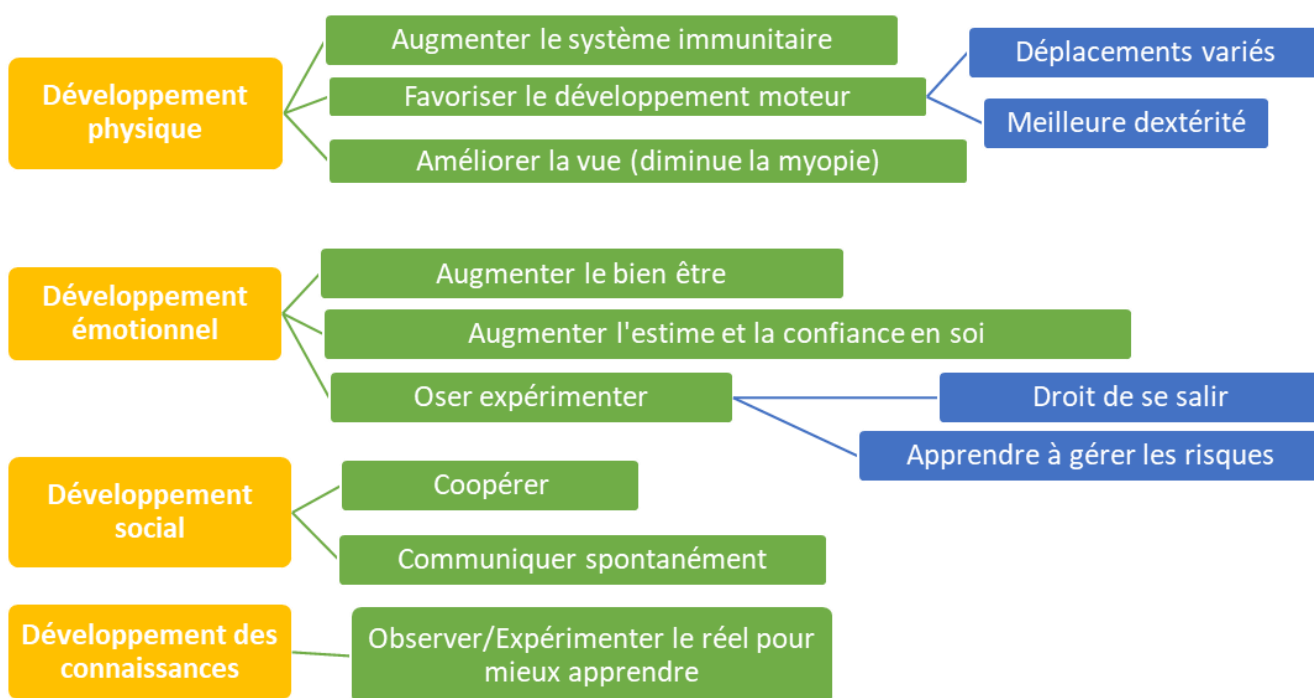 Développement
physique
Augmenter le système immunitaire
Favoriser le développement moteur
Améliorer la vue (diminue la myopie)
Déplacements variés
Meilleure dextérité
Développement
émotionnel
Augmenter le bien être
Augmenter l'estime et la confiance en soi
Oser expérimenter
Droit de se salir
Apprendre à gérer les risques
Développement
social
Coopérer
Communiquer spontanément
Développement des
connaissances
Observer/Expérimenter le réel pour
mieux apprendre